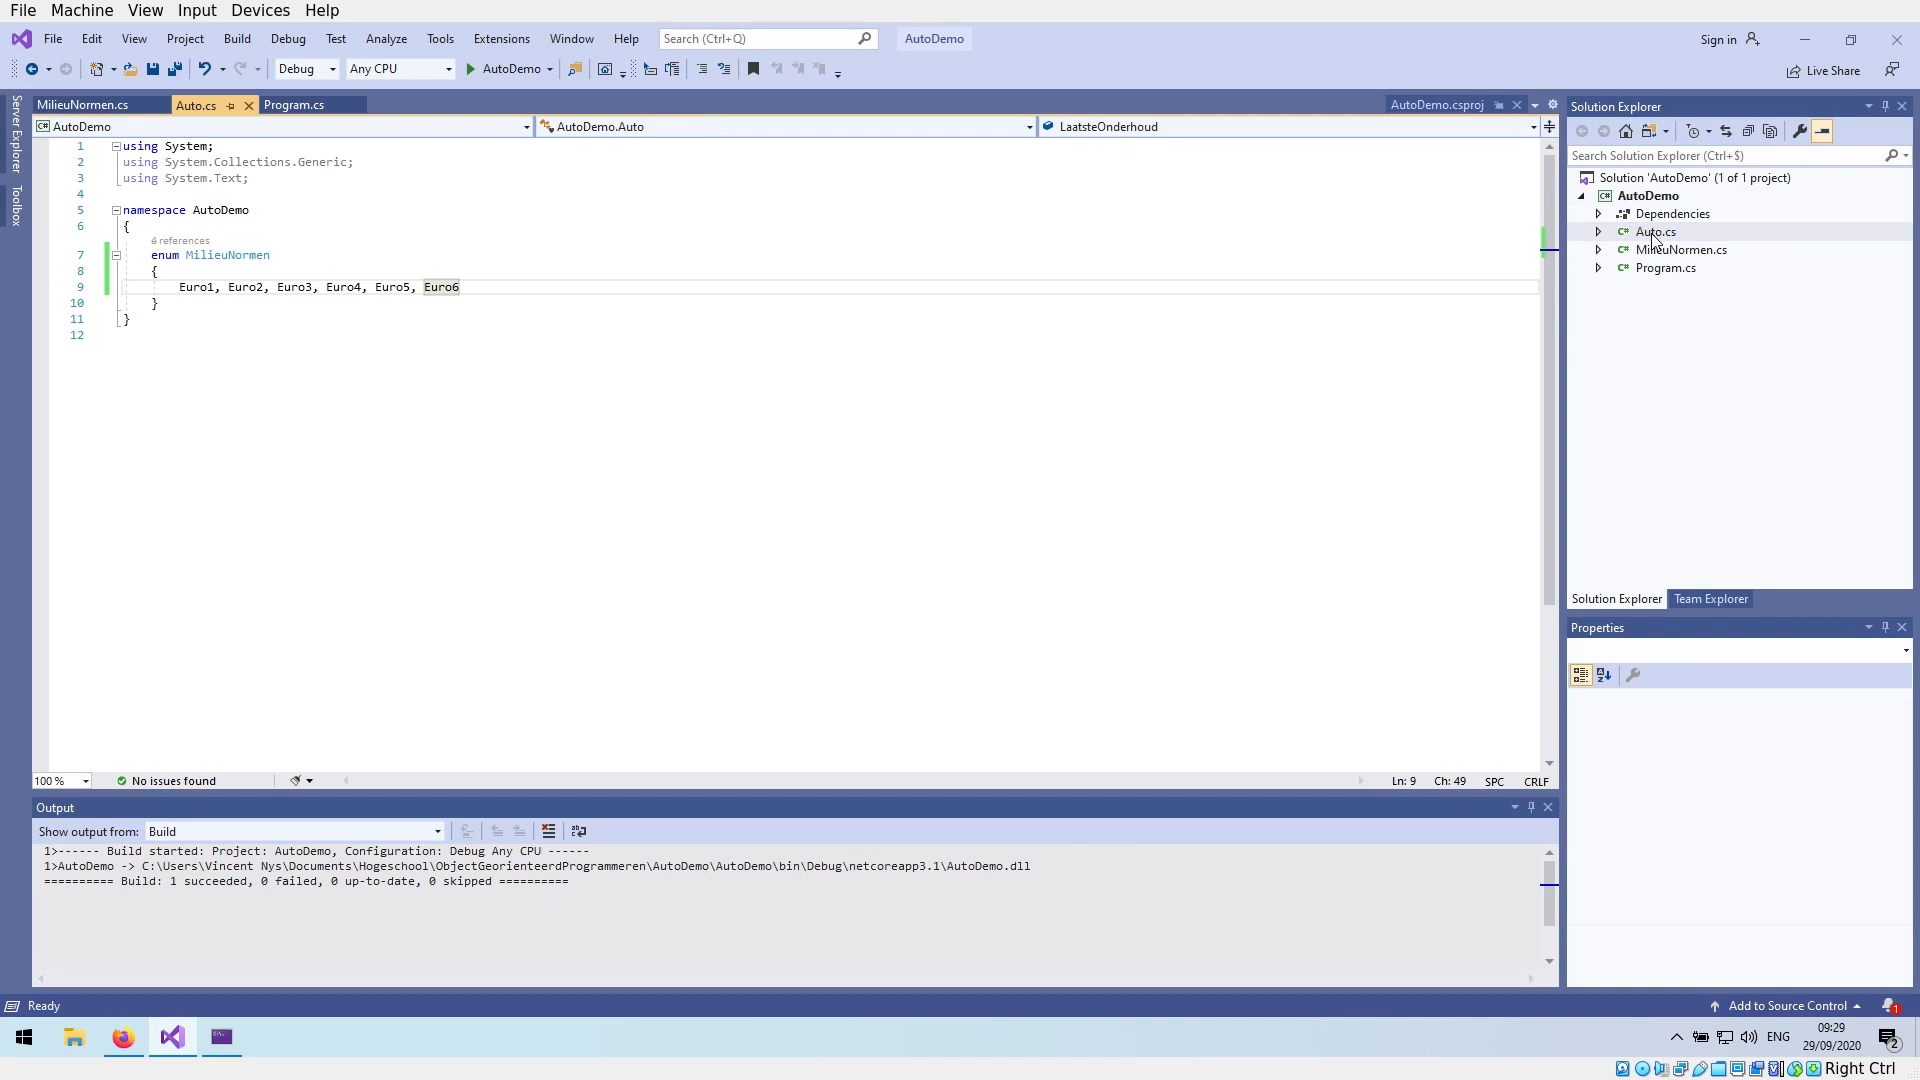 File Machine View Input Devices Help
File Edit View Project Build Debug Test Analyze Tools Extensions Window Help Search (Ctrl+Q) AutoDemo Sign in
Debug Any CPU AutoDemo Live Share
Server Explorer
Toolbox
MilieuNormen.cs Auto.cs Program.cs AutoDemo.csproj
AutoDemo AutoDemo.Auto LaatsteOnderhoud
1 using System;
2 using System.Collections.Generic;
3 using System.Text;
4
5 namespace AutoDemo
6 {
6 references
7 enum MilieuNormen
8 {
9 Euro1, Euro2, Euro3, Euro4, Euro5, Euro6
10 }
11 }
12
100 % No issues found Ln: 9 Ch: 49 SPC CRLF
Output
Show output from: Build
1>------ Build started: Project: AutoDemo, Configuration: Debug Any CPU ------
1>AutoDemo -> C:\Users\Vincent Nys\Documents\Hogeschool\ObjectGeorienteerdProgrammeren\AutoDemo\AutoDemo\bin\Debug\netcoreapp3.1\AutoDemo.dll
========== Build: 1 succeeded, 0 failed, 0 up-to-date, 0 skipped ==========
Solution Explorer
Search Solution Explorer (Ctrl+$)
Solution 'AutoDemo' (1 of 1 project)
AutoDemo
Dependencies
Auto.cs
MilieuNormen.cs
Program.cs
Solution Explorer Team Explorer
Properties
Ready Add to Source Control 1
ENG 09:29
29/09/2020 2
Right Ctrl